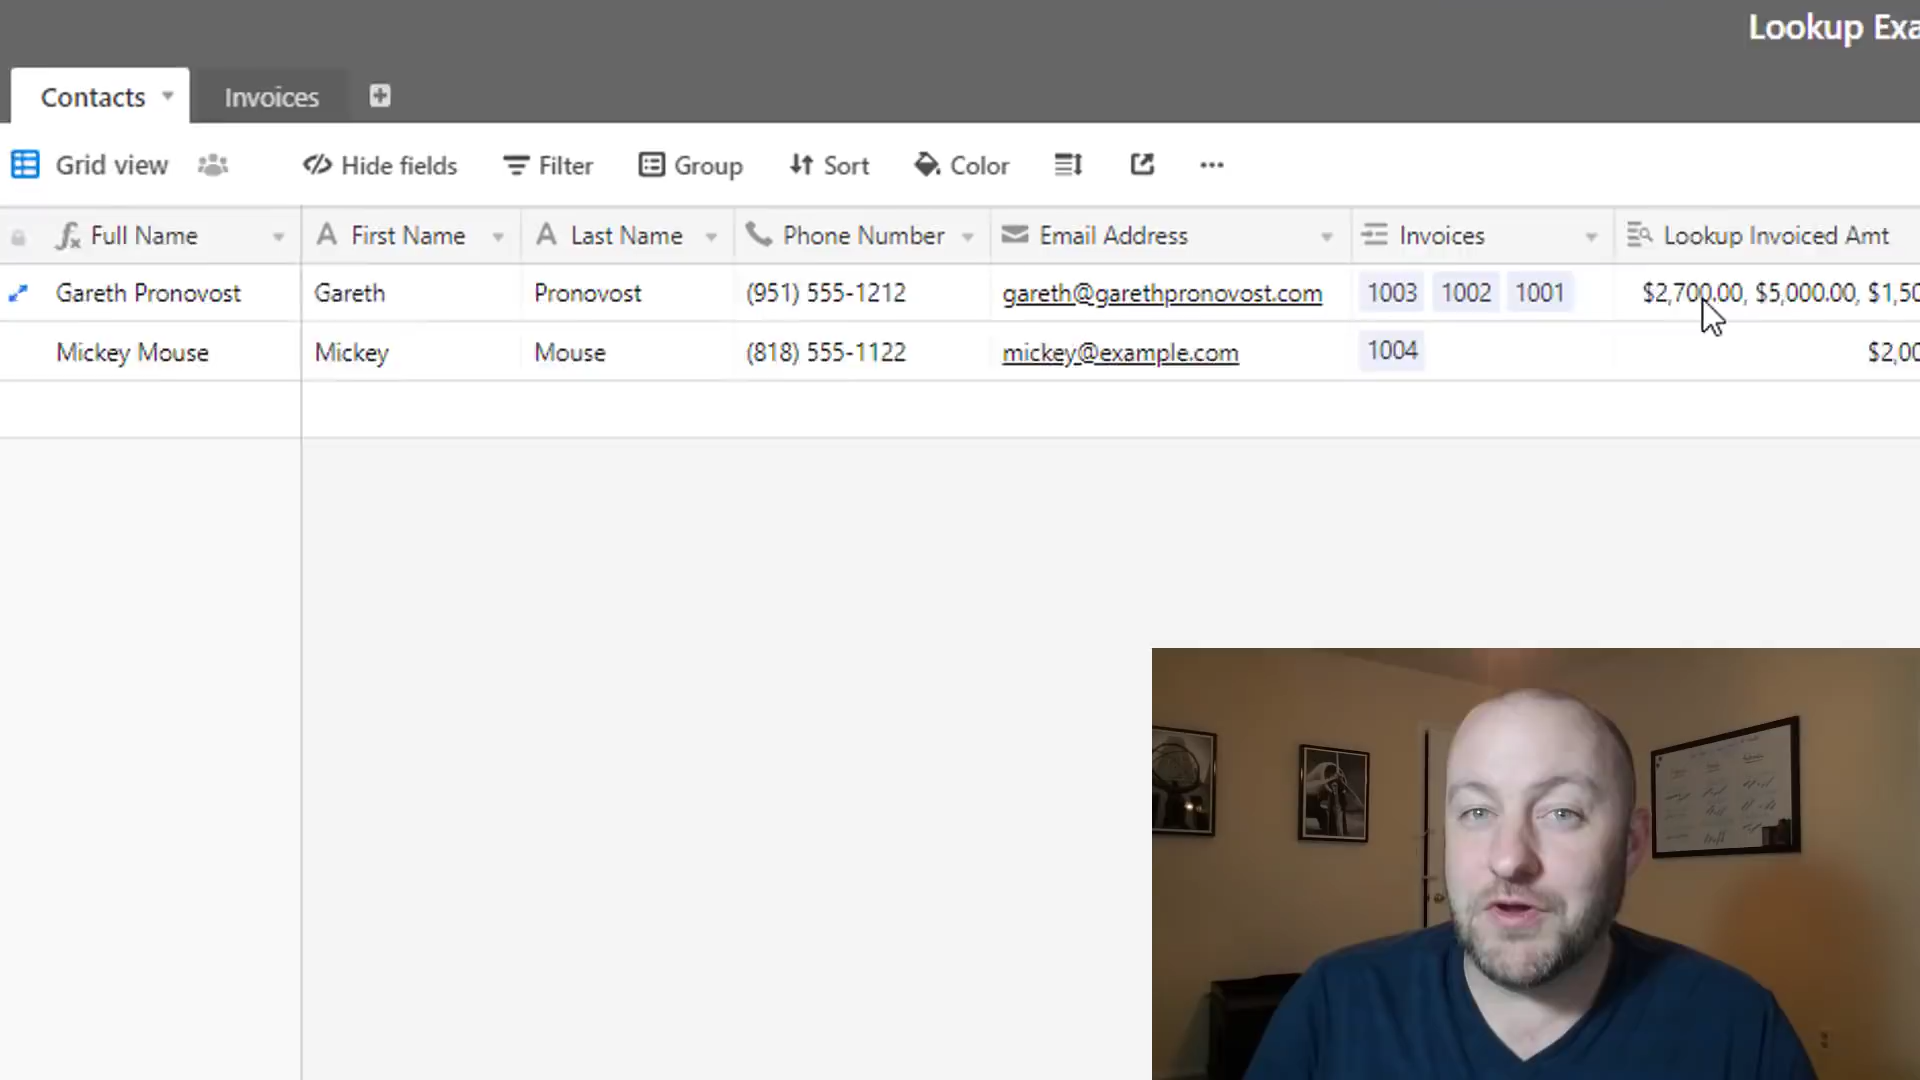 Lookup Exa
Contacts Invoices
Grid view Hide fields Filter Group Sort Color
Full Name First Name Last Name Phone Number Email Address Invoices Lookup Invoiced Amt
Gareth Pronovost Gareth Pronovost (951) 555-1212 gareth@garethpronovost.com 1003 1002 1001 $2,700.00, $5,000.00, $1,50
Mickey Mouse Mickey Mouse (818) 555-1122 mickey@example.com 1004 $2,00